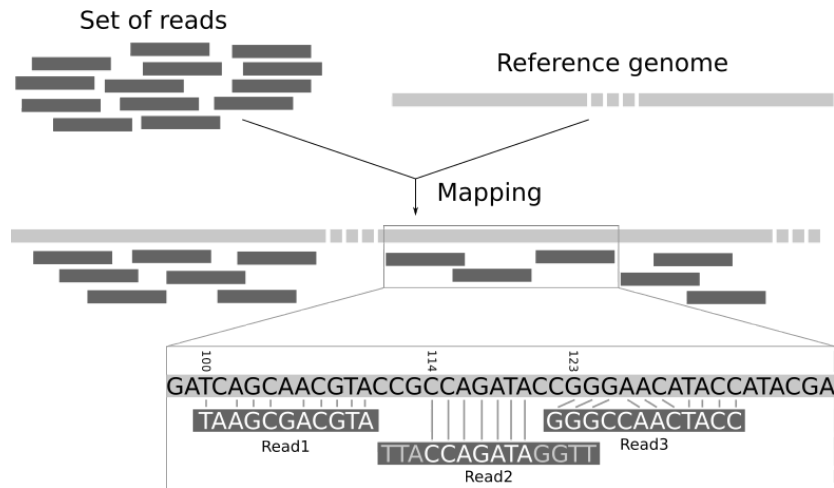 Set of reads
Reference genome
Mapping
100
114
123
GATCAGCAACGTACCGCCAGATACCGGGAACATACCATACGA
TAAGCGACGTA
Read1
TTACCAGATAGGTT
Read2
GGGCCAACTACC
Read3